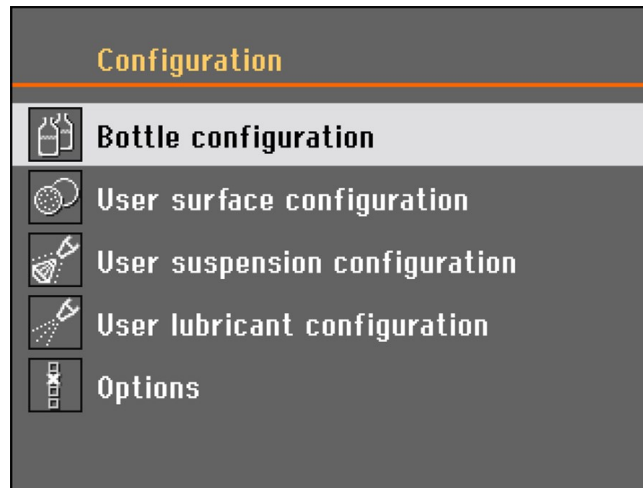 Configuration
Bottle configuration
User surface configuration
User suspension configuration
User lubricant configuration
Options